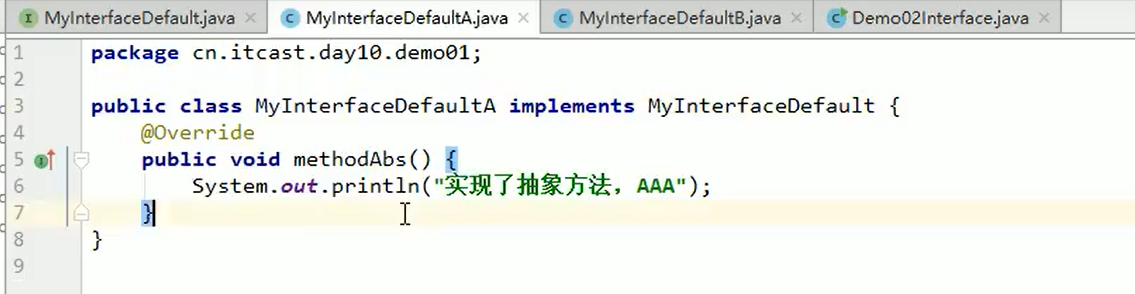 MyInterfaceDefault.java MyInterfaceDefaultA.java MyInterfaceDefaultB.java Demo02Interface.java
1 package cn.itcast.day10.demo01;
2
3 public class MyInterfaceDefaultA implements MyInterfaceDefault {
4 @Override
5 public void methodAbs() {
6 System.out.println("实现了抽象方法，AAA");
7 }
8 }
9